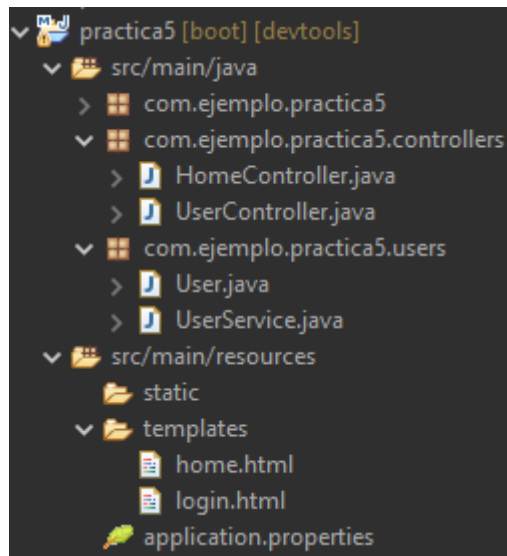 practica5 [boot] [devtools]
src/main/java
com.ejemplo.practica5
com.ejemplo.practica5.controllers
HomeController.java
UserController.java
com.ejemplo.practica5.users
User.java
UserService.java
src/main/resources
static
templates
home.html
login.html
application.properties